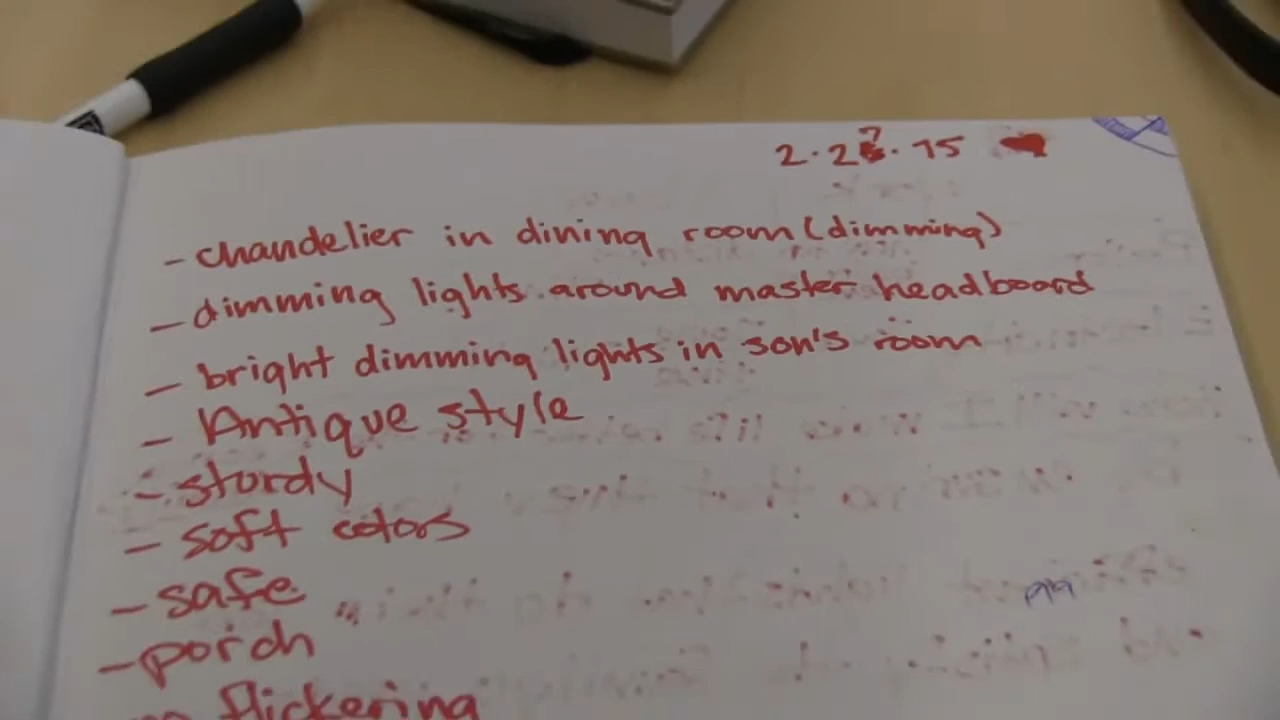 2.27.15
- chandelier in dining room (dimming)
- dimming lights around master headboard
- bright dimming lights in son's room
- Antique style
- sturdy
- soft colors
- safe
- porch
flickering